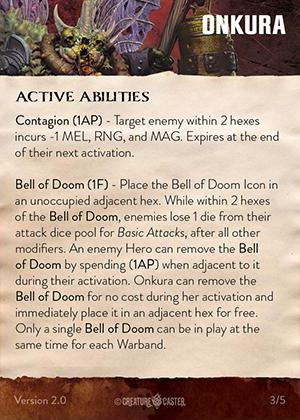 ONKURA
ACTIVE ABILITIES
Contagion (1AP) - Target enemy within 2 hexes
incurs -1 MEL, RNG, and MAG. Expires at the end
of their next activation.
Bell of Doom (1F) - Place the Bell of Doom Icon in
an unoccupied adjacent hex. While within 2 hexes
of the Bell of Doom, enemies lose 1 die from their
attack dice pool for Basic Attacks, after all other
modifiers. An enemy Hero can remove the Bell
of Doom by spending (1AP) when adjacent to it
during their activation. Onkura can remove the
Bell of Doom for no cost during her activation and
immediately place it in an adjacent hex for free.
Only a single Bell of Doom can be in play at the
same time for each Warband.
Version 2.0
© CREATURE CASTER
3/5